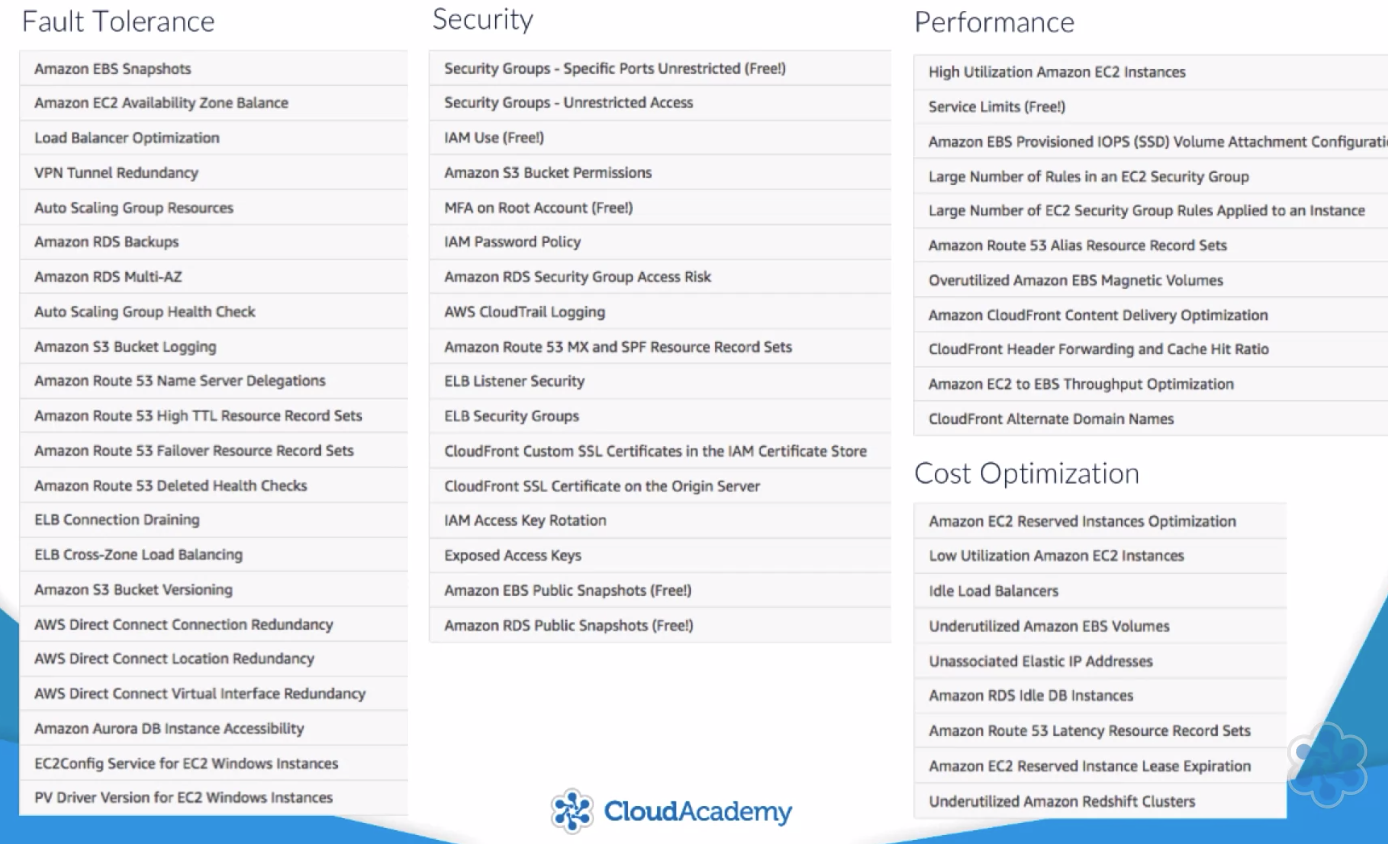 Fault Tolerance
Amazon EBS Snapshots
Amazon EC2 Availability Zone Balance
Load Balancer Optimization
VPN Tunnel Redundancy
Auto Scaling Group Resources
Amazon RDS Backups
Amazon RDS Multi-AZ
Auto Scaling Group Health Check
Amazon S3 Bucket Logging
Amazon Route 53 Name Server Delegations
Amazon Route 53 High TTL Resource Record Sets
Amazon Route 53 Failover Resource Record Sets
Amazon Route 53 Deleted Health Checks
ELB Connection Draining
ELB Cross-Zone Load Balancing
Amazon S3 Bucket Versioning
AWS Direct Connect Connection Redundancy
AWS Direct Connect Location Redundancy
AWS Direct Connect Virtual Interface Redundancy
Amazon Aurora DB Instance Accessibility
EC2Config Service for EC2 Windows Instances
PV Driver Version for EC2 Windows Instances
Security
Security Groups - Specific Ports Unrestricted (Free!)
Security Groups - Unrestricted Access
IAM Use (Free!)
Amazon S3 Bucket Permissions
MFA on Root Account (Free!)
IAM Password Policy
Amazon RDS Security Group Access Risk
AWS CloudTrail Logging
Amazon Route 53 MX and SPF Resource Record Sets
ELB Listener Security
ELB Security Groups
CloudFront Custom SSL Certificates in the IAM Certificate Store
CloudFront SSL Certificate on the Origin Server
IAM Access Key Rotation
Exposed Access Keys
Amazon EBS Public Snapshots (Free!)
Amazon RDS Public Snapshots (Free!)
Performance
High Utilization Amazon EC2 Instances
Service Limits (Free!)
Amazon EBS Provisioned IOPS (SSD) Volume Attachment Configurati
Large Number of Rules in an EC2 Security Group
Large Number of EC2 Security Group Rules Applied to an Instance
Amazon Route 53 Alias Resource Record Sets
Overutilized Amazon EBS Magnetic Volumes
Amazon CloudFront Content Delivery Optimization
CloudFront Header Forwarding and Cache Hit Ratio
Amazon EC2 to EBS Throughput Optimization
CloudFront Alternate Domain Names
Cost Optimization
Amazon EC2 Reserved Instances Optimization
Low Utilization Amazon EC2 Instances
Idle Load Balancers
Underutilized Amazon EBS Volumes
Unassociated Elastic IP Addresses
Amazon RDS Idle DB Instances
Amazon Route 53 Latency Resource Record Sets
Amazon EC2 Reserved Instance Lease Expiration
Underutilized Amazon Redshift Clusters
CloudAcademy